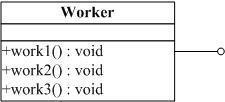 Worker
+work1() : void
+work2() : void
+work3() : void